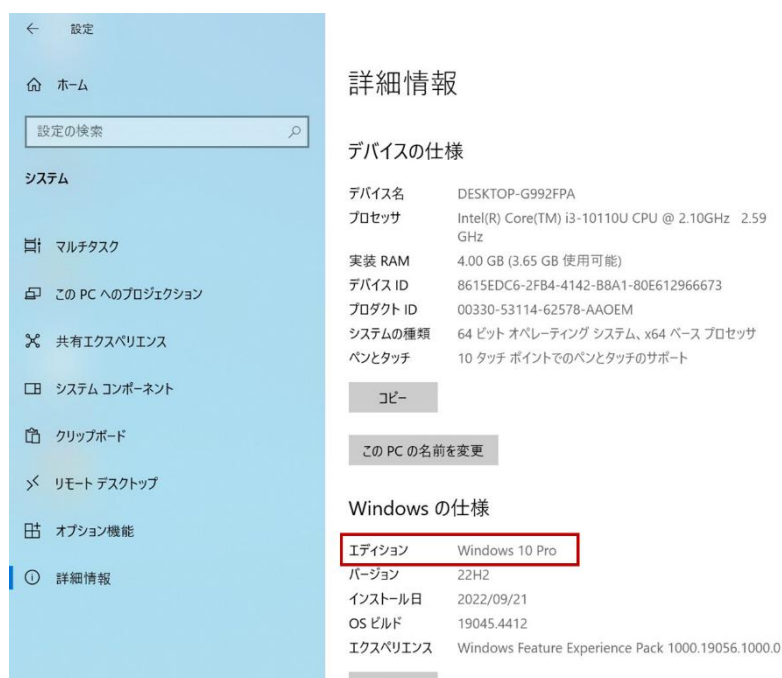 設定
ホーム
設定の検索
システム
マルチタスク
この PC へのプロジェクション
共有エクスペリエンス
システム コンポーネント
クリップボード
リモート デスクトップ
オプション機能
詳細情報
詳細情報
デバイスの仕様
デバイス名 DESKTOP-G992FPA
プロセッサ Intel(R) Core(TM) i3-10110U CPU @ 2.10GHz 2.59
GHz
実装 RAM 4.00 GB (3.65 GB 使用可能)
デバイス ID 8615EDC6-2FB4-4142-B8A1-80E612966673
プロダクト ID 00330-53114-62578-AAOEM
システムの種類 64 ビット オペレーティング システム、x64 ベース プロセッサ
ペンとタッチ 10 タッチ ポイントでのペンとタッチのサポート
コピー
この PC の名前を変更
Windows の仕様
エディション Windows 10 Pro
バージョン 22H2
インストール日 2022/09/21
OS ビルド 19045.4412
エクスペリエンス Windows Feature Experience Pack 1000.19056.1000.0